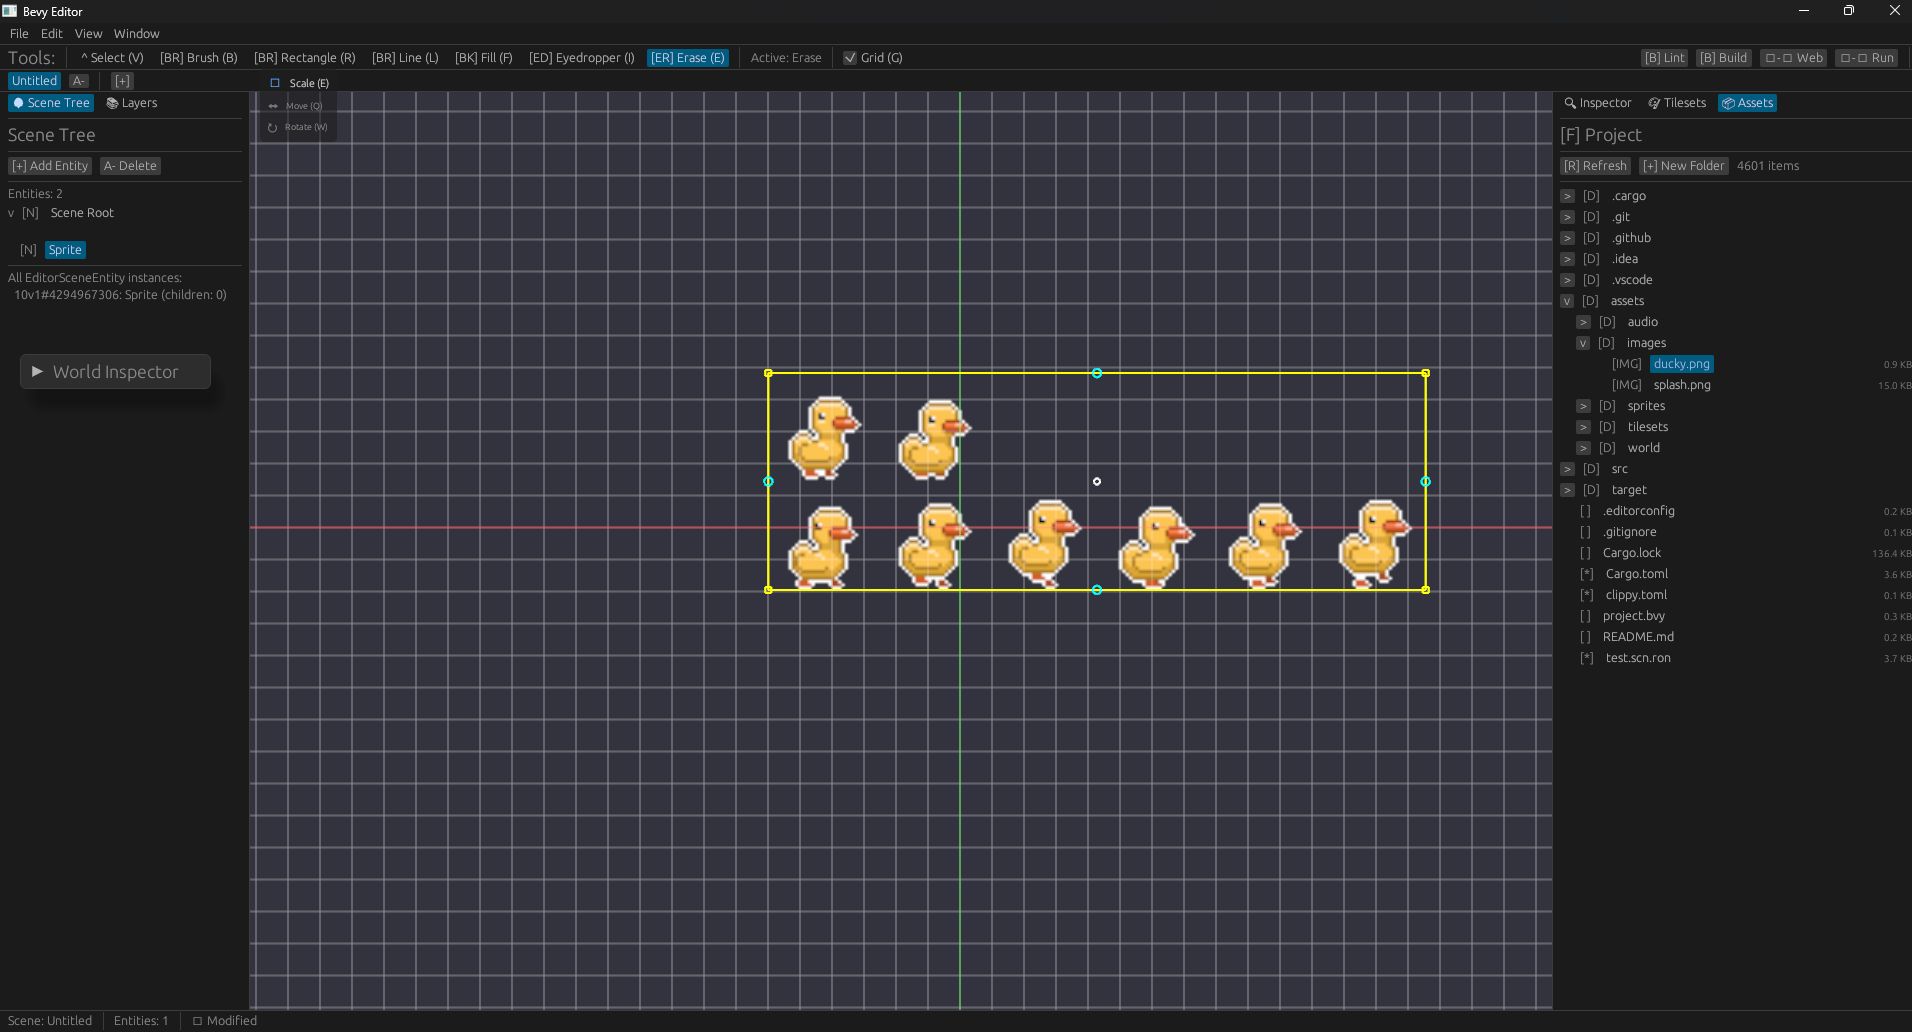 Bevy Editor
File Edit View Window
Tools: ^ Select (V) [BR] Brush (B) [BR] Rectangle (R) [BR] Line (L) [BK] Fill (F) [ED] Eyedropper (I) [ER] Erase (E) Active: Erase Grid (G) [B] Lint [B] Build □-□ Web □-□ Run
Untitled A- [+]
Scale (E)
Move (Q)
Rotate (W)
Scene Tree Layers
Scene Tree
[+] Add Entity A- Delete
Entities: 2
v [N] Scene Root
[N] Sprite
All EditorSceneEntity instances:
10v1#4294967306: Sprite (children: 0)
▶ World Inspector
Inspector Tilesets Assets
[F] Project
[R] Refresh [+] New Folder 4601 items
> [D] .cargo
> [D] .git
> [D] .github
> [D] .idea
> [D] .vscode
v [D] assets
> [D] audio
v [D] images
[IMG] ducky.png 0.9 KB
[IMG] splash.png 15.0 KB
> [D] sprites
> [D] tilesets
> [D] world
> [D] src
> [D] target
[ ] .editorconfig 0.2 KB
[ ] .gitignore 0.1 KB
[ ] Cargo.lock 136.4 KB
[*] Cargo.toml 3.6 KB
[*] clippy.toml 0.1 KB
[ ] project.bvy 0.3 KB
[ ] README.md 0.2 KB
[*] test.scn.ron 3.7 KB
Scene: Untitled Entities: 1 □ Modified